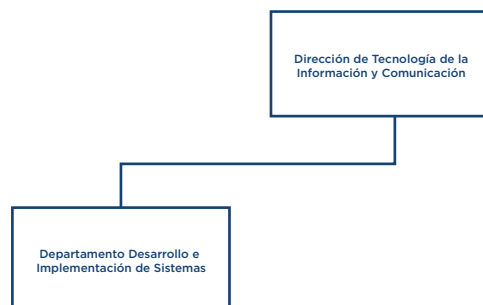 Dirección de Tecnología de la
Información y Comunicación
Departamento Desarrollo e
Implementación de Sistemas